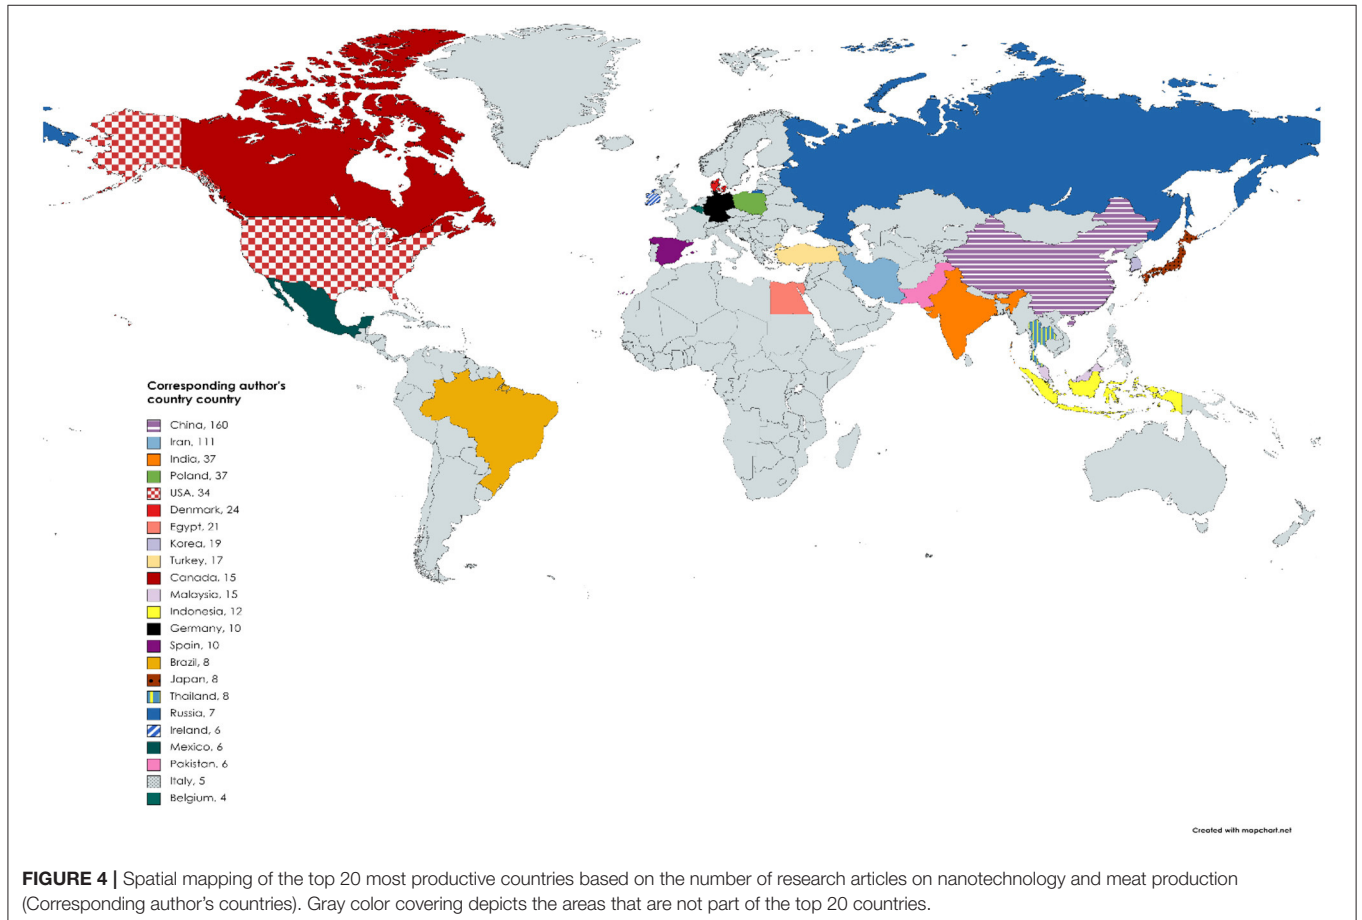 Corresponding author's
country country
China, 160
Iran, 111
India, 37
Poland, 37
USA, 34
Denmark, 24
Egypt, 21
Korea, 19
Turkey, 17
Canada, 15
Malaysia, 15
Indonesia, 12
Germany, 10
Spain, 10
Brazil, 8
Japan, 8
Thailand, 8
Russia, 7
Ireland, 6
Mexico, 6
Pakistan, 6
Italy, 5
Belgium, 4
Created with mapchart.net
FIGURE 4 | Spatial mapping of the top 20 most productive countries based on the number of research articles on nanotechnology and meat production
(Corresponding author's countries). Gray color covering depicts the areas that are not part of the top 20 countries.